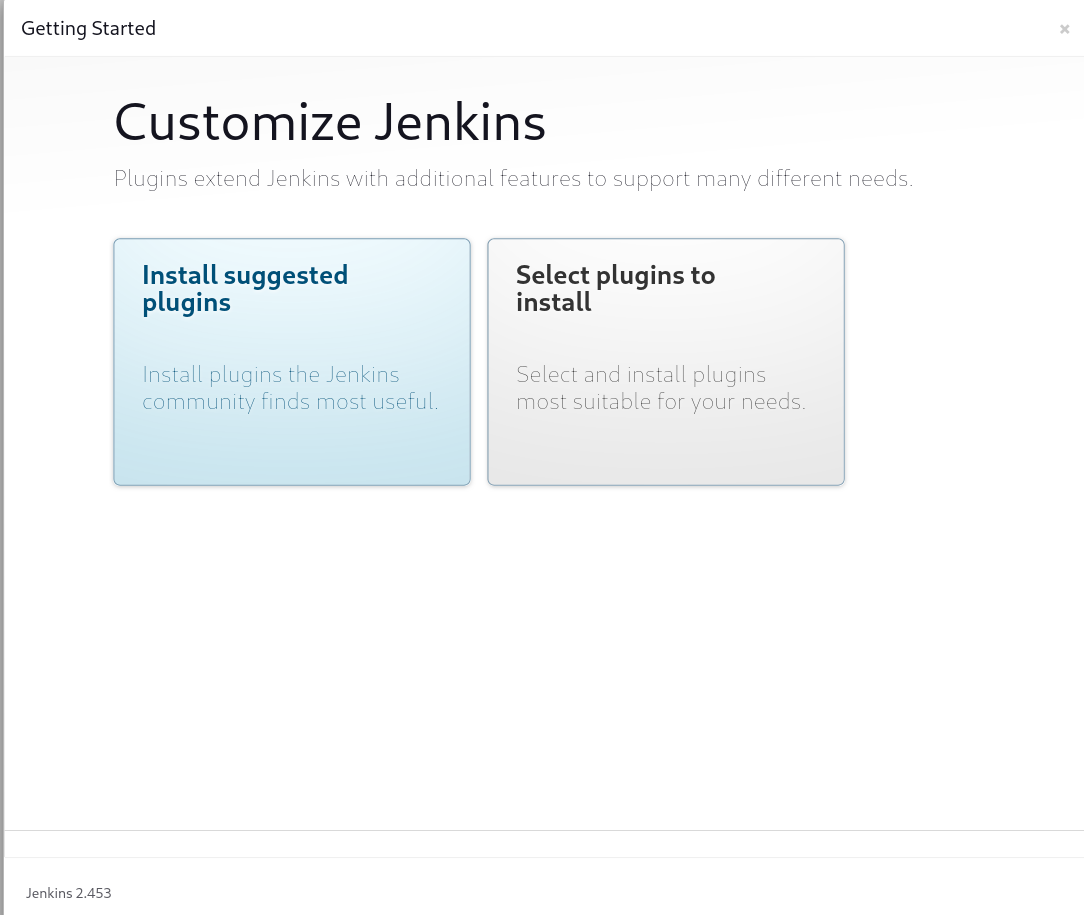 Getting Started
Customize Jenkins
Plugins extend Jenkins with additional features to support many different needs.
Install suggested
plugins
Install plugins the Jenkins
community finds most useful.
Select plugins to
install
Select and install plugins
most suitable for your needs.
Jenkins 2.453